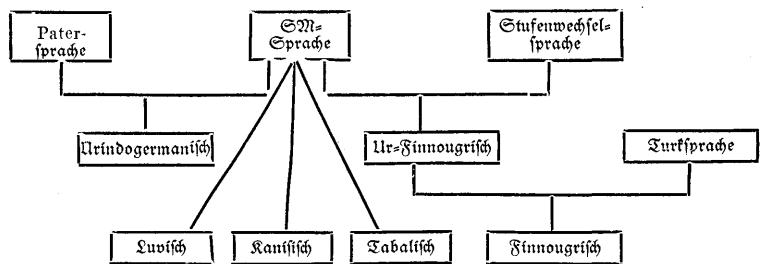 Pater-
sprache
SM-
Sprache
Stufenwechsel-
sprache
Urindogermanisch
Ur-Finnougrisch
Turksprache
Luvisch
Kanisisch
Tabalisch
Finnougrisch